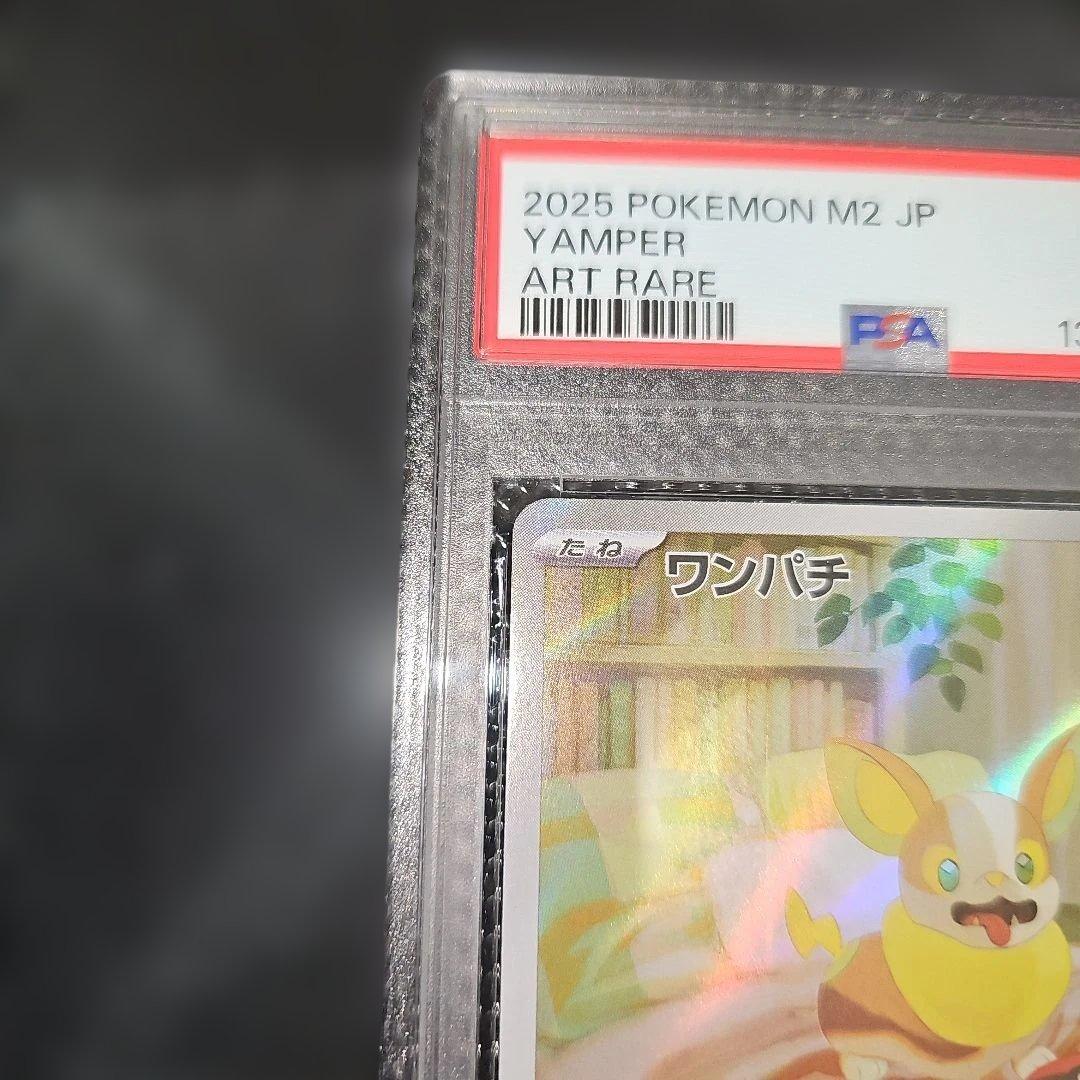 2025 POKEMON M2 JP
YAMPER
ART RARE
PSA
たね
ワンパチ